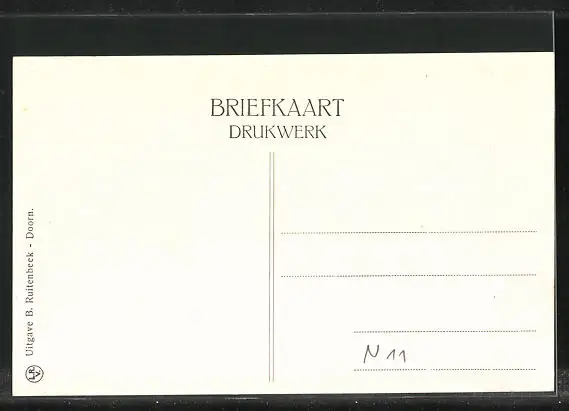 BRIEFKAART
DRUKWERK
Uitgave B. Ruitenbeek - Doorn.
N 11